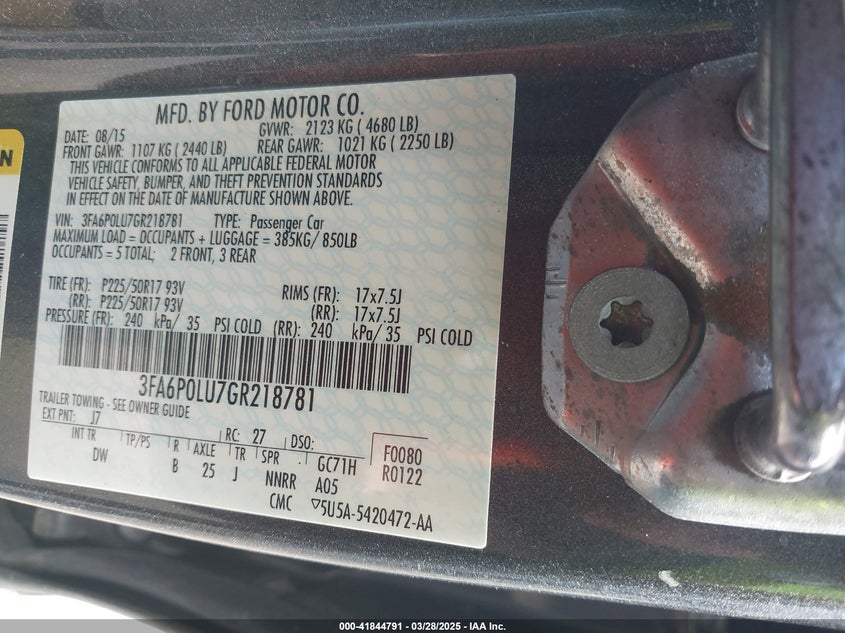 MFD. BY FORD MOTOR CO.
DATE: 08/15 GVWR: 2123 KG ( 4680 LB)
FRONT GAWR: 1107 KG ( 2440 LB) REAR GAWR: 1021 KG ( 2250 LB)
THIS VEHICLE CONFORMS TO ALL APPLICABLE FEDERAL MOTOR
VEHICLE SAFETY, BUMPER, AND THEFT PREVENTION STANDARDS
IN EFFECT ON THE DATE OF MANUFACTURE SHOWN ABOVE.
VIN: 3FA6P0LU7GR218781 TYPE: Passenger Car
MAXIMUM LOAD = OCCUPANTS + LUGGAGE = 385KG/ 850LB
OCCUPANTS = 5 TOTAL; 2 FRONT, 3 REAR
TIRE (FR): P225/50R17 93V RIMS (FR): 17x7.5J
(RR): P225/50R17 93V (RR): 17x7.5J
PRESSURE (FR): 240 kPa/ 35 PSI COLD (RR): 240 kPa/ 35 PSI COLD
3FA6P0LU7GR218781
TRAILER TOWING - SEE OWNER GUIDE
EXT PNT: J7 RC: 27 DSO: F0080
INT TR TP/PS R AXLE TR SPR GC71H R0122
DW B 25 J NNRR A05
CMC ▽5U5A-5420472-AA
000-41844791 - 03/28/2025 - IAA Inc.